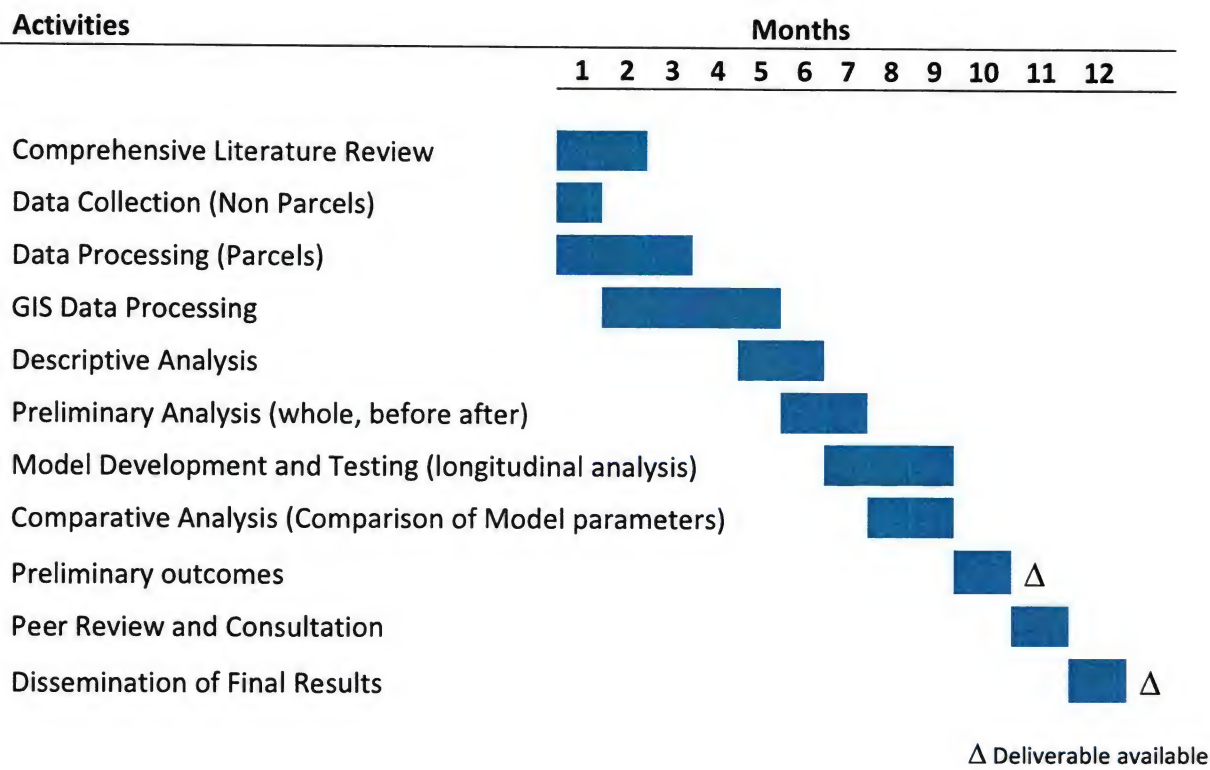 Activities Months
1 2 3 4 5 6 7 8 9 10 11 12
Comprehensive Literature Review
Data Collection (Non Parcels)
Data Processing (Parcels)
GIS Data Processing
Descriptive Analysis
Preliminary Analysis (whole, before after)
Model Development and Testing (longitudinal analysis)
Comparative Analysis (Comparison of Model parameters)
Preliminary outcomes Δ
Peer Review and Consultation
Dissemination of Final Results Δ
Δ Deliverable available